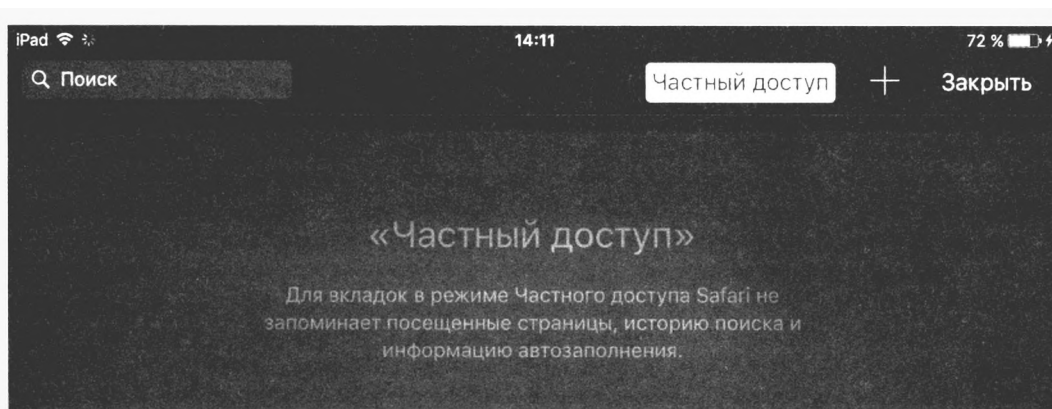 iPad 14:11 72 %
Поиск Частный доступ Закрыть
«Частный доступ»
Для вкладок в режиме Частного доступа Safari не
запоминает посещенные страницы, историю поиска и
информацию автозаполнения.